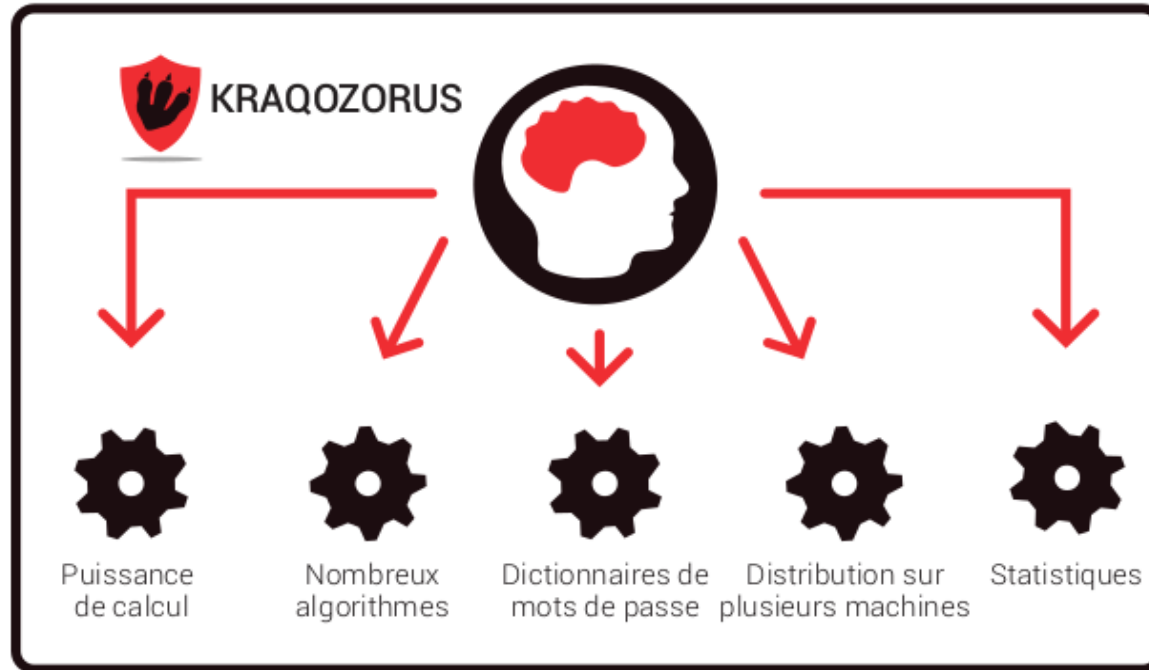 KRAQOZORUS
Puissance
de calcul
Nombreux
algorithmes
Dictionnaires de
mots de passe
Distribution sur
plusieurs machines
Statistiques